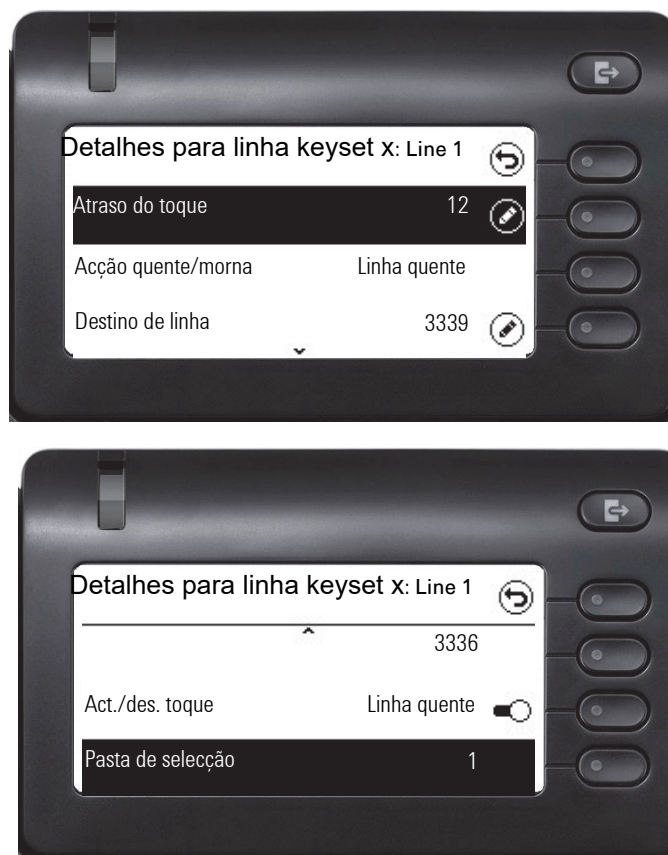 Detalhes para linha keyset x: Line 1
Atraso do toque 12
Acção quente/morna Linha quente
Destino de linha 3339
Detalhes para linha keyset x: Line 1
3336
Act./des. toque Linha quente
Pasta de selecção 1